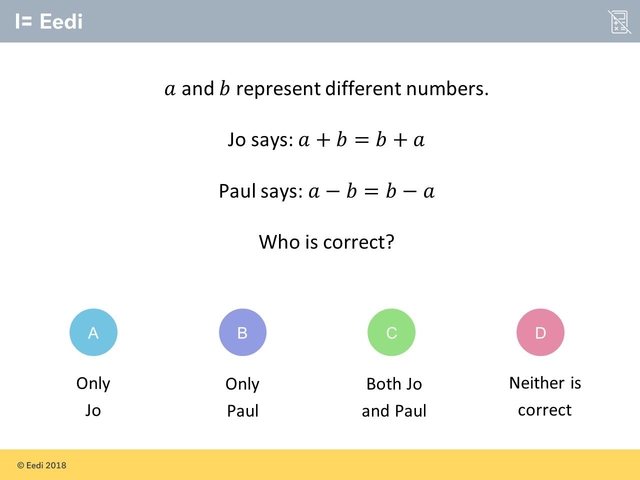 I= Eedi
𝑎 and 𝑏 represent different numbers.
Jo says: 𝑎 + 𝑏 = 𝑏 + 𝑎
Paul says: 𝑎 − 𝑏 = 𝑏 − 𝑎
Who is correct?
A B C D
Only Only Both Jo Neither is
Jo Paul and Paul correct
© Eedi 2018